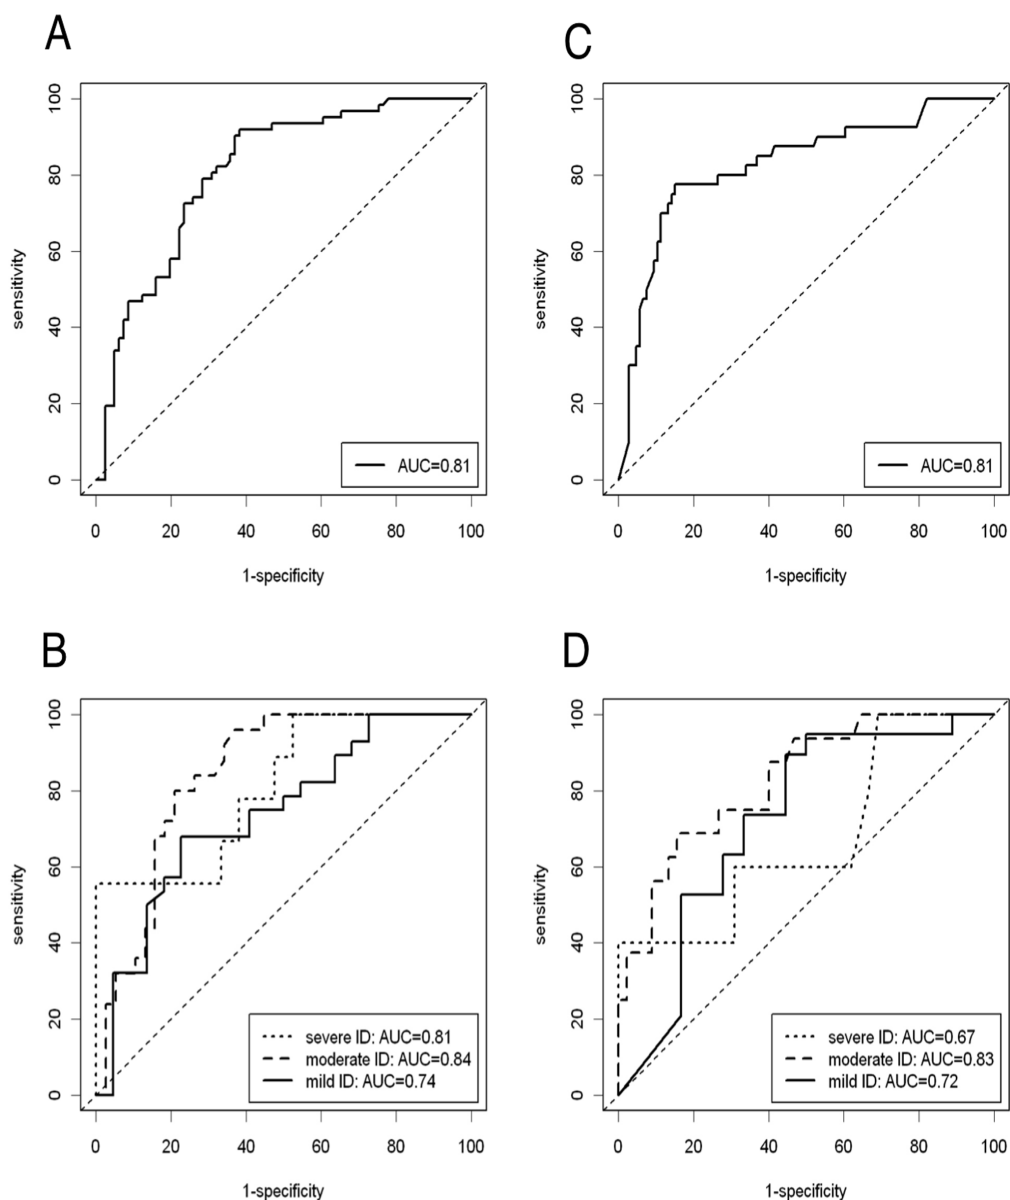 A
100
80
60
40
20
0
sensitivity
AUC=0.81
0 20 40 60 80 100
1-specificity
C
100
80
60
40
20
0
sensitivity
AUC=0.81
0 20 40 60 80 100
1-specificity
B
100
80
60
40
20
0
sensitivity
severe ID: AUC=0.81
moderate ID: AUC=0.84
mild ID: AUC=0.74
0 20 40 60 80 100
1-specificity
D
100
80
60
40
20
0
sensitivity
severe ID: AUC=0.67
moderate ID: AUC=0.83
mild ID: AUC=0.72
0 20 40 60 80 100
1-specificity